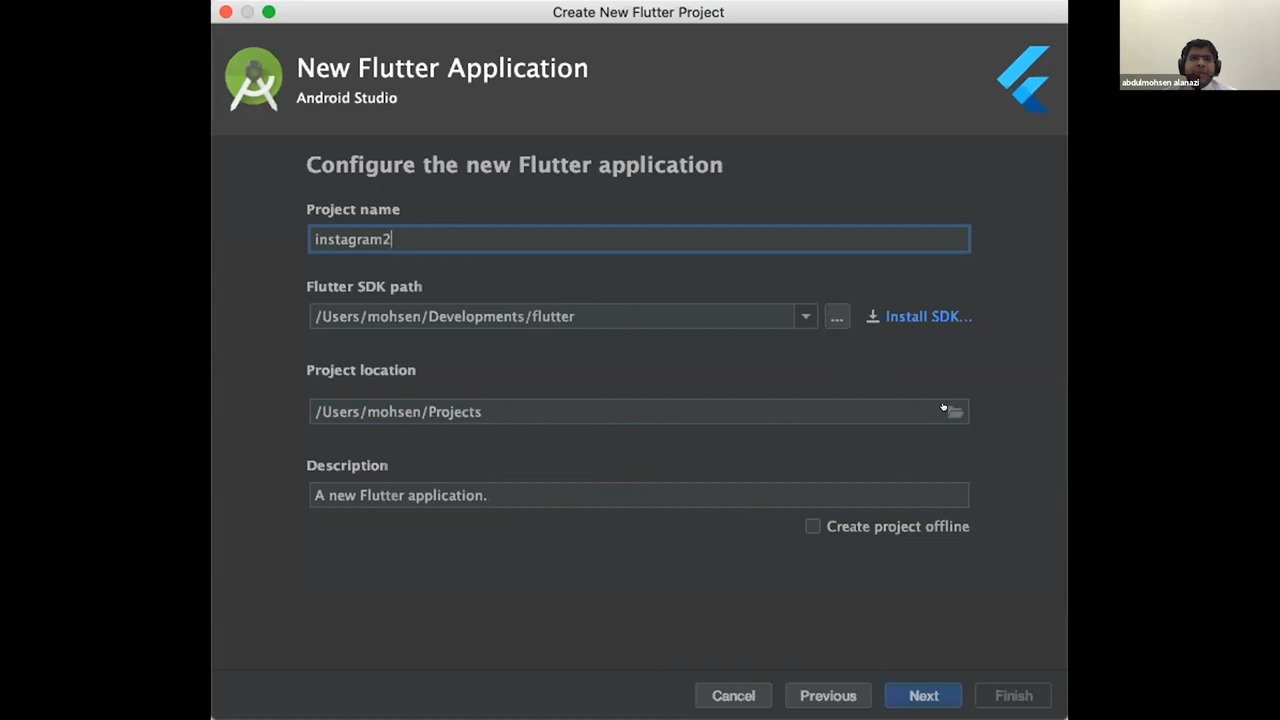 Create New Flutter Project
New Flutter Application
Android Studio
abdulmohsen alanazi
Configure the new Flutter application
Project name
instagram2
Flutter SDK path
/Users/mohsen/Developments/flutter
... Install SDK...
Project location
/Users/mohsen/Projects
Description
A new Flutter application.
Create project offline
Cancel Previous Next Finish